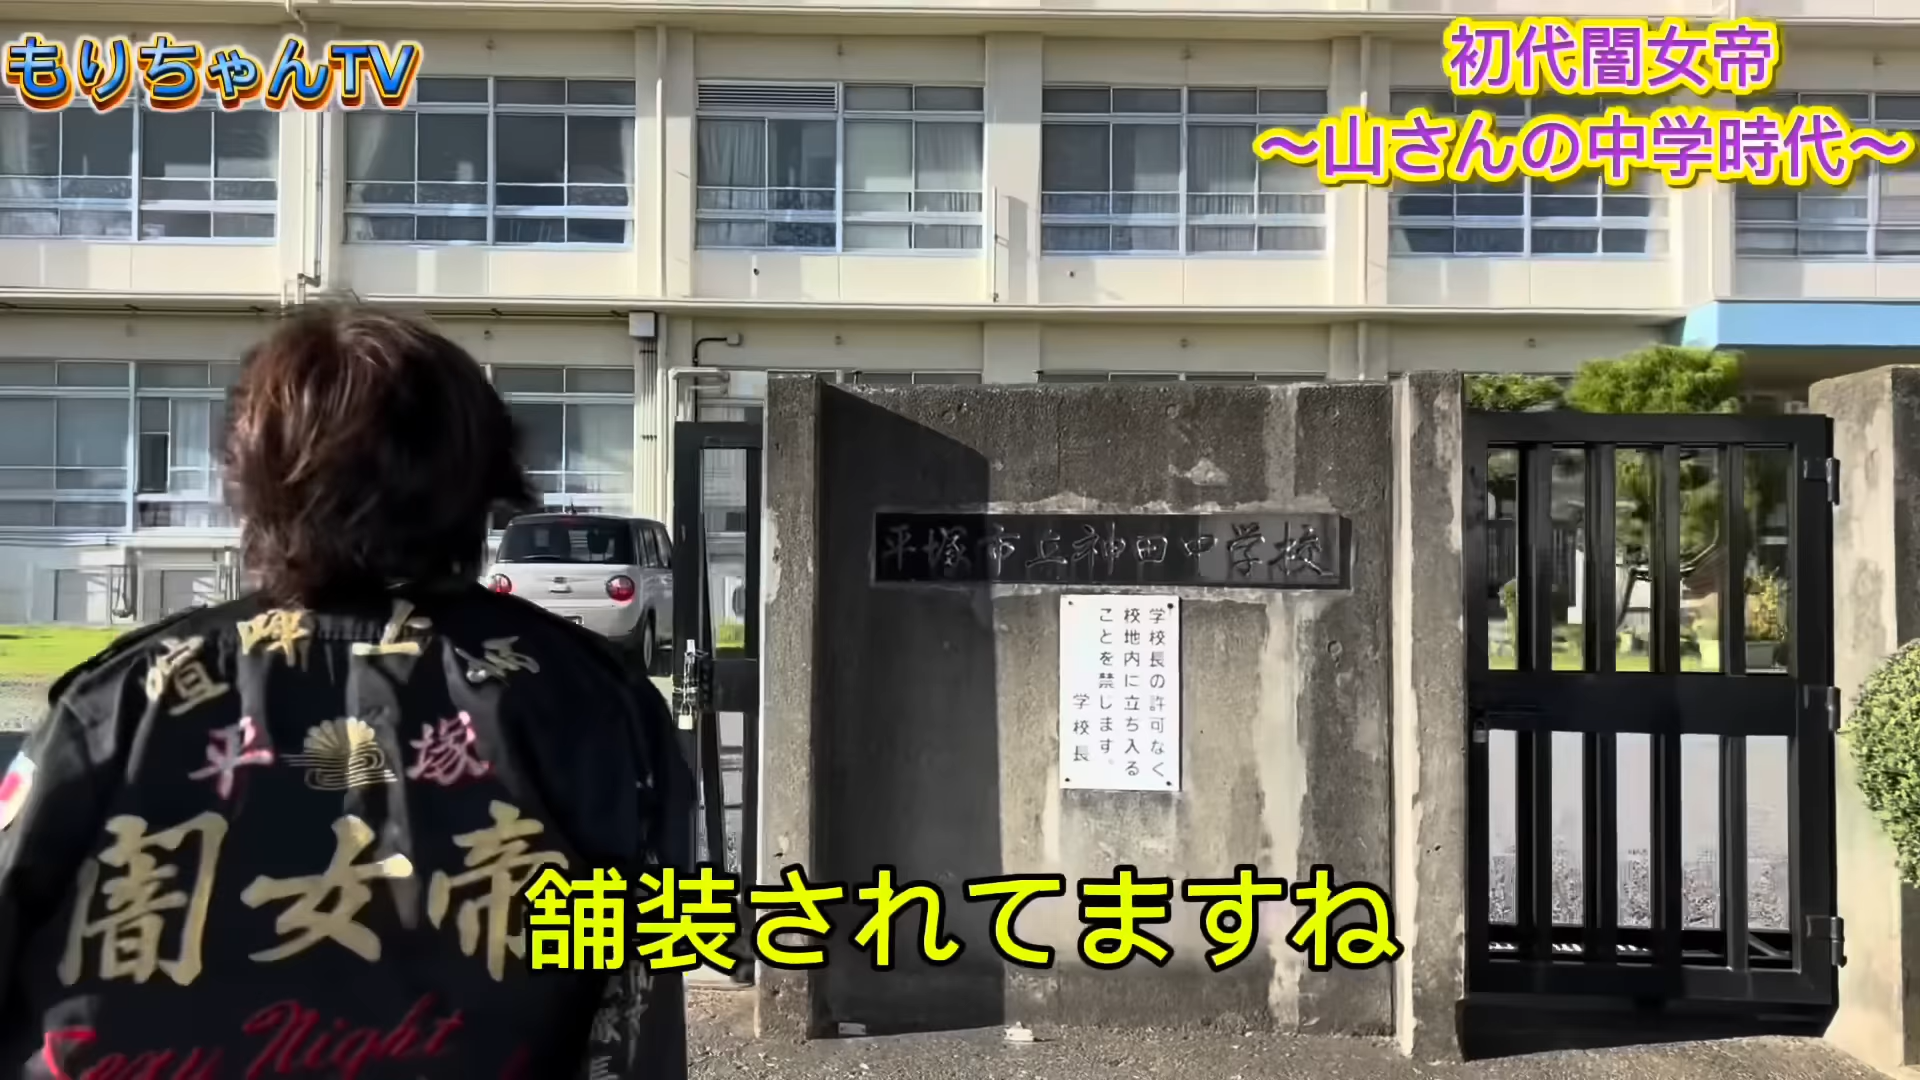 もりちゃんTV
初代闇女帝
〜山さんの中学時代〜
平塚市立神田中学校
学校長の許可なく
校地内に立ち入る
ことを禁じます。
学校長
喧嘩上等
平 塚
闇女帝
Sexy Night
舗装されてますね